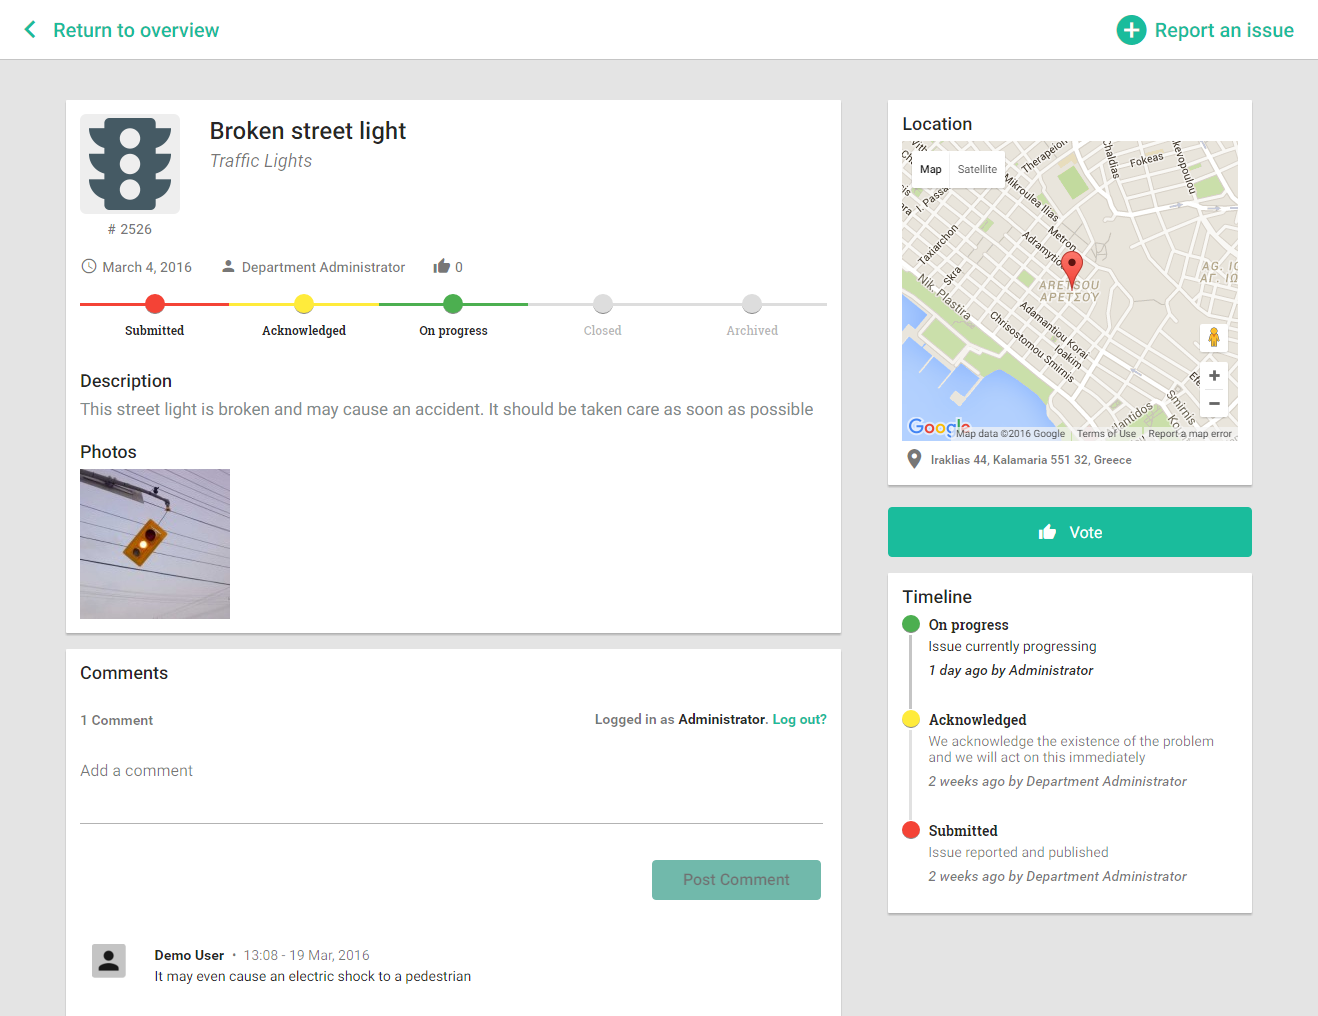 Return to overview
Report an issue
Broken street light
Traffic Lights
# 2526
March 4, 2016
Department Administrator
0
Submitted
Acknowledged
On progress
Closed
Archived
Description
This street light is broken and may cause an accident. It should be taken care as soon as possible
Photos
Comments
1 Comment
Logged in as Administrator. Log out?
Add a comment
Post Comment
Demo User • 13:08 - 19 Mar, 2016
It may even cause an electric shock to a pedestrian
Location
Map
Satellite
Therapeion
Fokeas
Mikroulea Ilias
I. Passa
Metron
Taxiarchon
Skra
Nik. Plastira
ARETSOU
ΑΡΕΤΣΟΥ
Adamantiou Korai
Ioakim
Chrisostomou Smirnis
Smirnis
Google
Map data ©2016 Google
Terms of Use
Report a map error
Iraklias 44, Kalamaria 551 32, Greece
Vote
Timeline
On progress
Issue currently progressing
1 day ago by Administrator
Acknowledged
We acknowledge the existence of the problem
and we will act on this immediately
2 weeks ago by Department Administrator
Submitted
Issue reported and published
2 weeks ago by Department Administrator